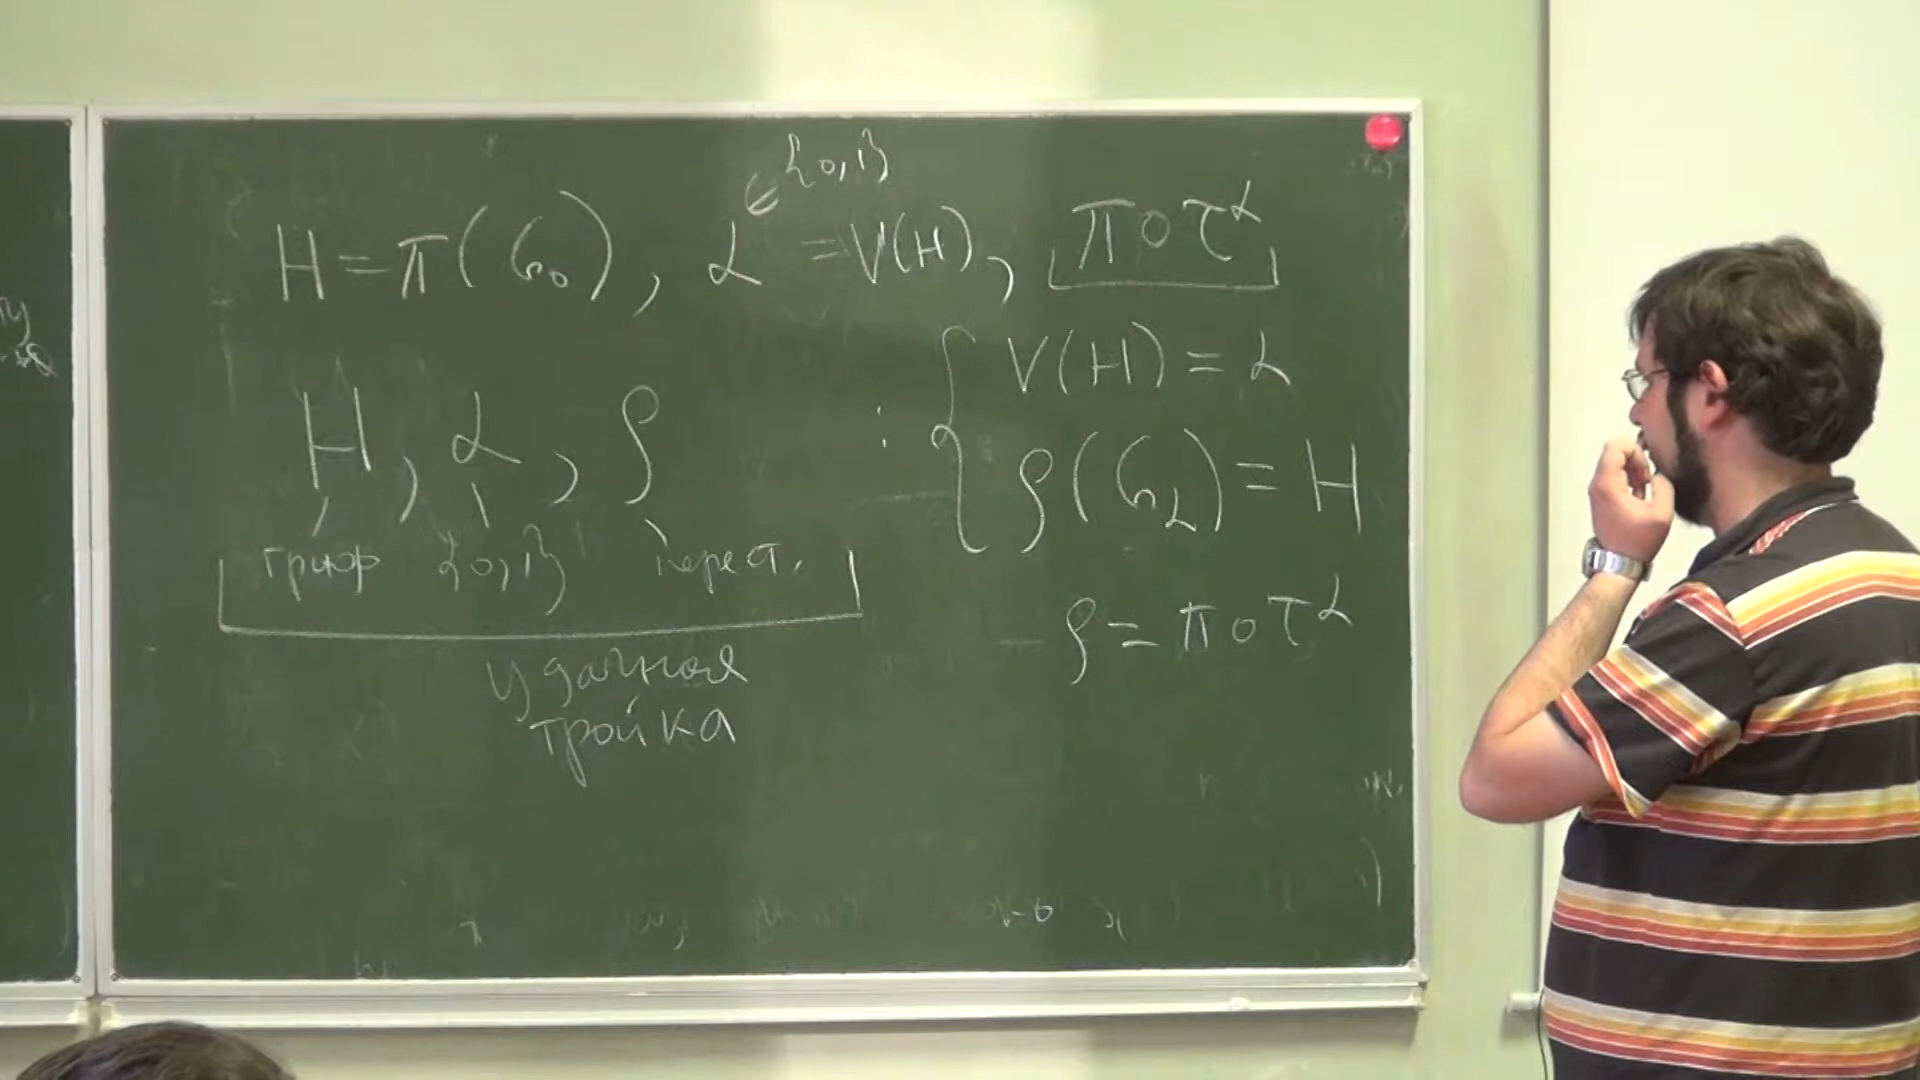 ∈{0,1}
H = π(G₀), α = V(H), π∘τ^α
H, α, ρ : { V(H) = α
ρ(G_α) = H
граф {0,1} перест.
ρ = π∘τ^α
удачная
тройка